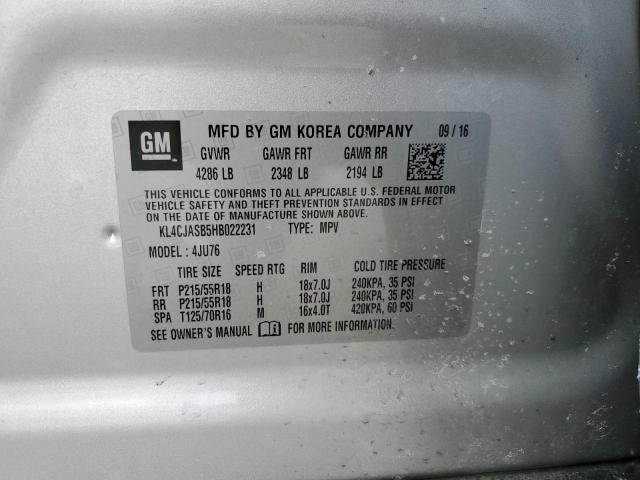 GM MFD BY GM KOREA COMPANY 09/16
GVWR GAWR FRT GAWR RR
4286 LB 2348 LB 2194 LB
THIS VEHICLE CONFORMS TO ALL APPLICABLE U.S. FEDERAL MOTOR
VEHICLE SAFETY AND THEFT PREVENTION STANDARDS IN EFFECT
ON THE DATE OF MANUFACTURE SHOWN ABOVE.
KL4CJASB5HB022231 TYPE: MPV
MODEL: 4JU76
TIRE SIZE SPEED RTG RIM COLD TIRE PRESSURE
FRT P215/55R18 H 18x7.0J 240KPA, 35 PSI
RR P215/55R18 H 18x7.0J 240KPA, 35 PSI
SPA T125/70R16 M 16x4.0T 420KPA, 60 PSI
SEE OWNER'S MANUAL FOR MORE INFORMATION.